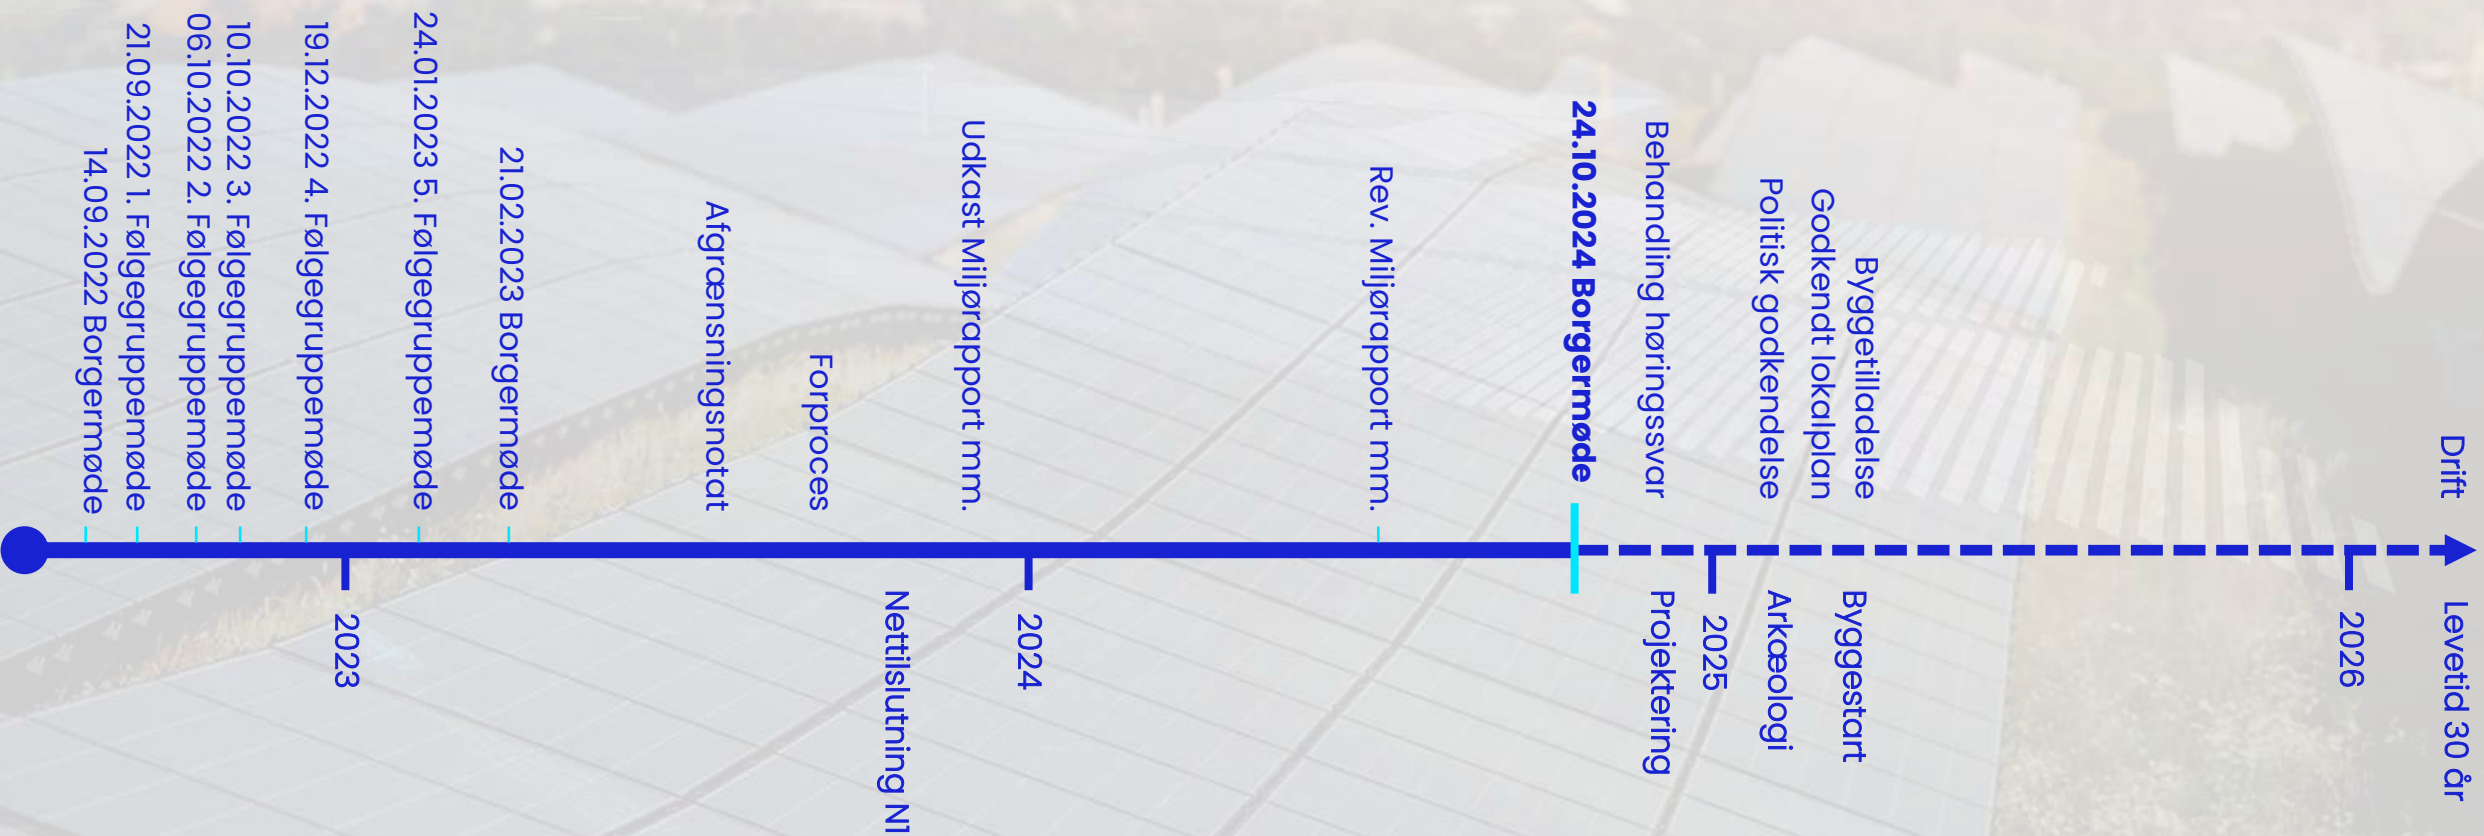 14.09.2022 Borgermøde
21.09.2022 1. Følgegruppemøde
06.10.2022 2. Følgegruppemøde
10.10.2022 3. Følgegruppemøde
19.12.2022 4. Følgegruppemøde
24.01.2023 5. Følgegruppemøde
21.02.2023 Borgermøde
Afgrænsningsnotat
Forproces
Udkast Miljørapport mm.
Rev. Miljørapport mm.
24.10.2024 Borgermøde
Behandling høringssvar
Politisk godkendelse
Godkendt lokalplan
Byggetilladelse
Drift
2023
Nettilslutning N1
2024
Projektering
2025
Arkæologi
Byggestart
2026
Levetid 30 år